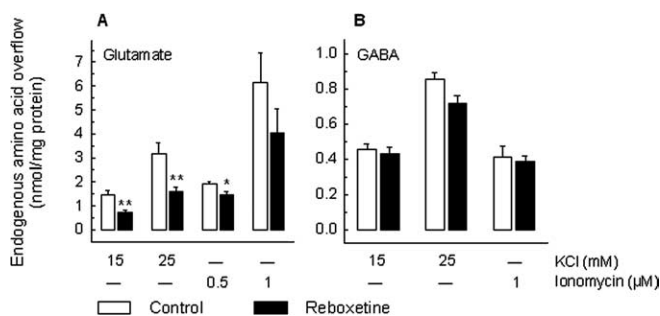 A
B
Glutamate
GABA
Endogenous amino acid overflow
(nmol/mg protein)
7
6
5
4
3
2
1
0
** ** *
1.0
0.8
0.6
0.4
0.2
0.0
15 25 — — 15 25 — KCl (mM)
— — 0.5 1 — — 1 Ionomycin (µM)
Control Reboxetine